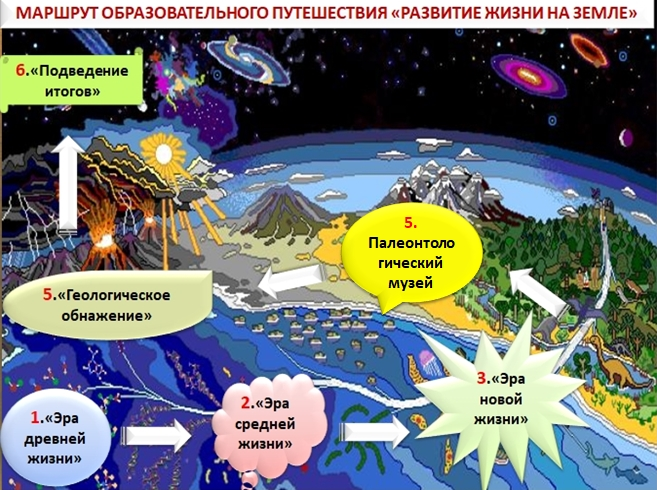 МАРШРУТ ОБРАЗОВАТЕЛЬНОГО ПУТЕШЕСТВИЯ «РАЗВИТИЕ ЖИЗНИ НА ЗЕМЛЕ»
6.«Подведение
итогов»
5.
Палеонтоло
гический
музей
5.«Геологическое
обнажение»
1.«Эра
древней
жизни»
2.«Эра
средней
жизни»
3.«Эра
новой
жизни»